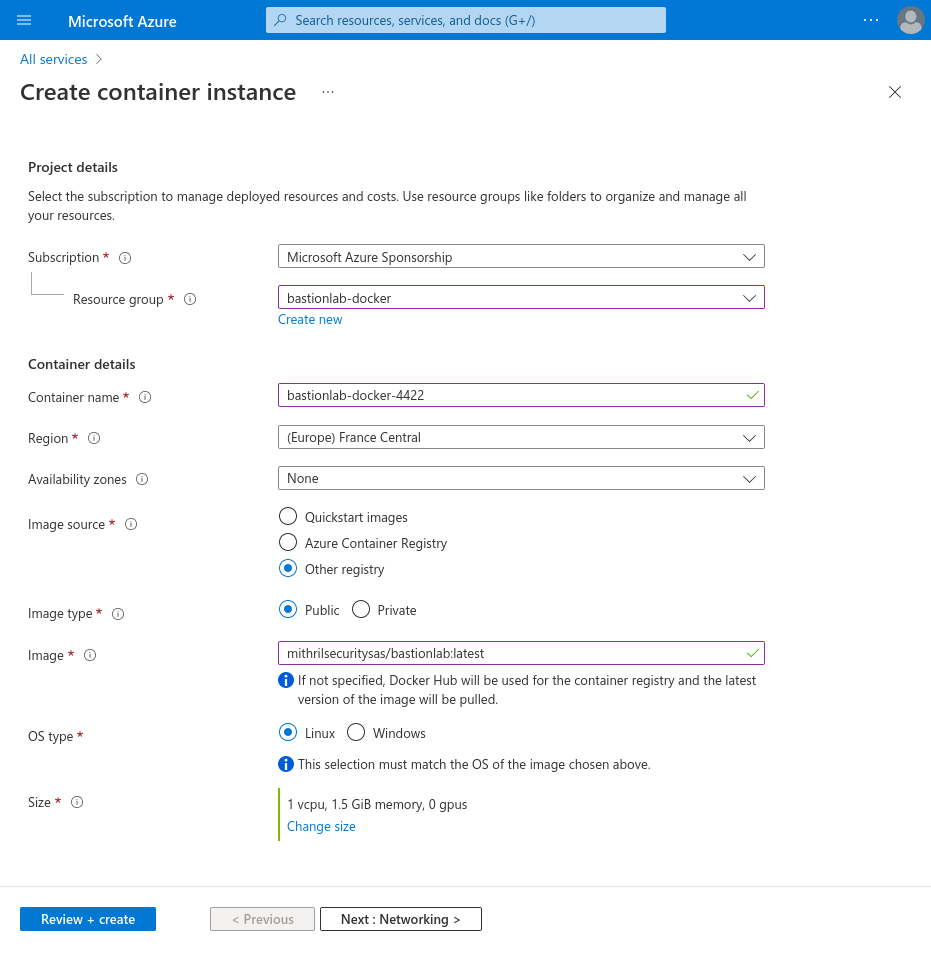 Microsoft Azure
Search resources, services, and docs (G+/)
...
All services >
Create container instance ...
Project details
Select the subscription to manage deployed resources and costs. Use resource groups like folders to organize and manage all
your resources.
Subscription *
Microsoft Azure Sponsorship
Resource group *
bastionlab-docker
Create new
Container details
Container name *
bastionlab-docker-4422
Region *
(Europe) France Central
Availability zones
None
Image source *
Quickstart images
Azure Container Registry
Other registry
Image type *
Public
Private
Image *
mithrilsecuritysas/bastionlab:latest
If not specified, Docker Hub will be used for the container registry and the latest
version of the image will be pulled.
OS type *
Linux
Windows
This selection must match the OS of the image chosen above.
Size *
1 vcpu, 1.5 GiB memory, 0 gpus
Change size
Review + create
< Previous
Next : Networking >